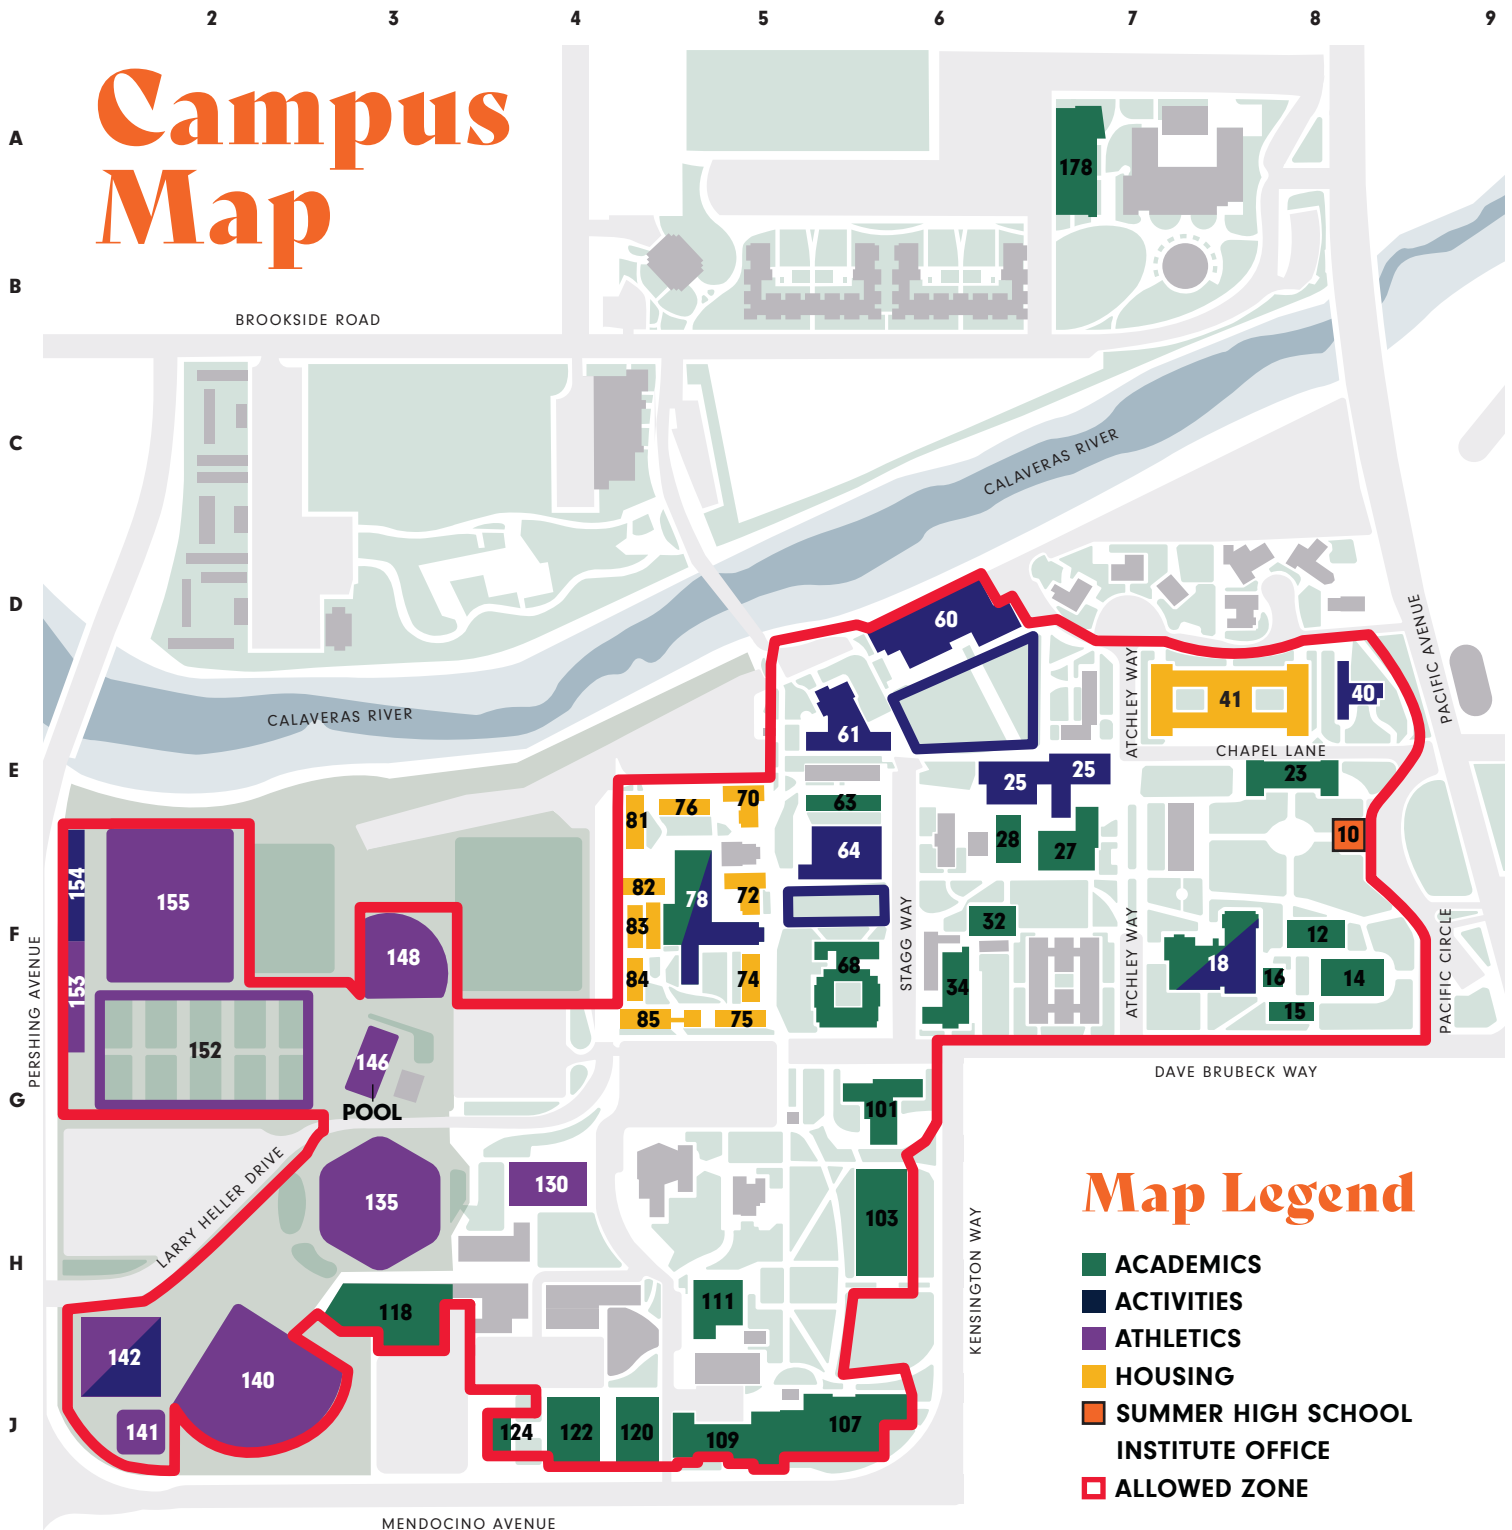 2 3 4 5 6 7 8 9
Campus
Map
A
178
B
BROOKSIDE ROAD
C
CALAVERAS RIVER
D
60
PACIFIC AVENUE
ATCHLEY WAY
41
40
CALAVERAS RIVER
61
CHAPEL LANE
E
25
25
23
70
76
63
81
10
28
27
64
154
155
82
72
78
83
32
12
F
148
68
18
STAGG WAY
ATCHLEY WAY
PACIFIC CIRCLE
PERSHING AVENUE
153
84
74
34
16
14
85
75
15
152
146
DAVE BRUBECK WAY
G
POOL
101
LARRY HELLER DRIVE
130
135
103
KENSINGTON WAY
Map Legend
H
ACADEMICS
111
118
ACTIVITIES
ATHLETICS
142
140
HOUSING
SUMMER HIGH SCHOOL
INSTITUTE OFFICE
J
141
124
122
120
109
107
ALLOWED ZONE
MENDOCINO AVENUE